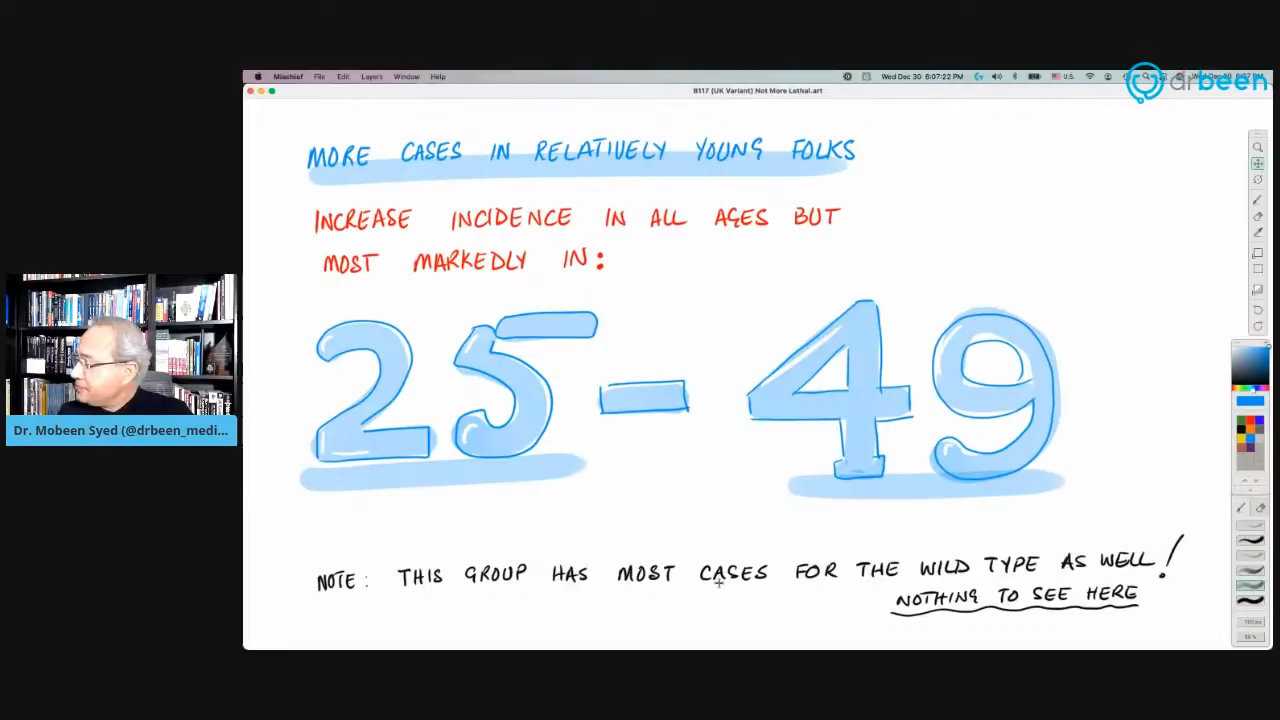 Mischief File Edit Layers Window Help
U.S.
Wed Dec 30 6:07:22 PM
drbeen
B117 (UK Variant) Not More Lethal.art
MORE CASES IN RELATIVELY YOUNG FOLKS
INCREASE INCIDENCE IN ALL AGES BUT
MOST MARKEDLY IN:
25 - 49
NOTE: THIS GROUP HAS MOST CASES FOR THE WILD TYPE AS WELL!
NOTHING TO SEE HERE
Dr. Mobeen Syed (@drbeen_medi...